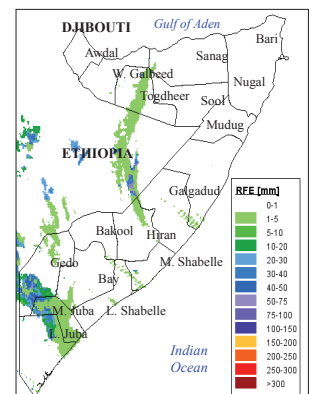 DJIBOUTI
Gulf of Aden
Bari
Awdal
Sanag
W. Galbeed
Togdheer
Nugal
Sool
Mudug
ETHIOPIA
Galgadud
Bakool
Hiran
Gedo
M. Shabelle
Bay
M. Juba
L. Shabelle
L. Juba
Indian
Ocean
RFE [mm]
0-1
1-5
5-10
10-20
20-30
30-40
40-50
50-75
75-100
100-150
150-200
200-250
250-300
>300